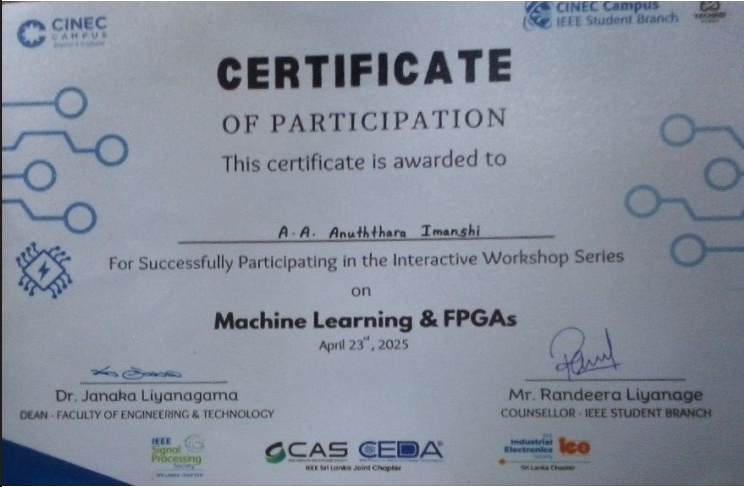 CINEC
CAMPUS
CINEC Campus
IEEE Student Branch
CERTIFICATE
OF PARTICIPATION
This certificate is awarded to
A. A. Anuththara Imanshi
For Successfully Participating in the Interactive Workshop Series
on
Machine Learning & FPGAs
April 23rd, 2025
Dr. Janaka Liyanagama
DEAN - FACULTY OF ENGINEERING & TECHNOLOGY
Mr. Randeera Liyanage
COUNSELLOR - IEEE STUDENT BRANCH
IEEE
Signal
Processing
Society
SRI LANKA CHAPTER
CAS CEDA
IEEE Sri Lanka Joint Chapter
Industrial
Electronics
Society
Sri Lanka Chapter